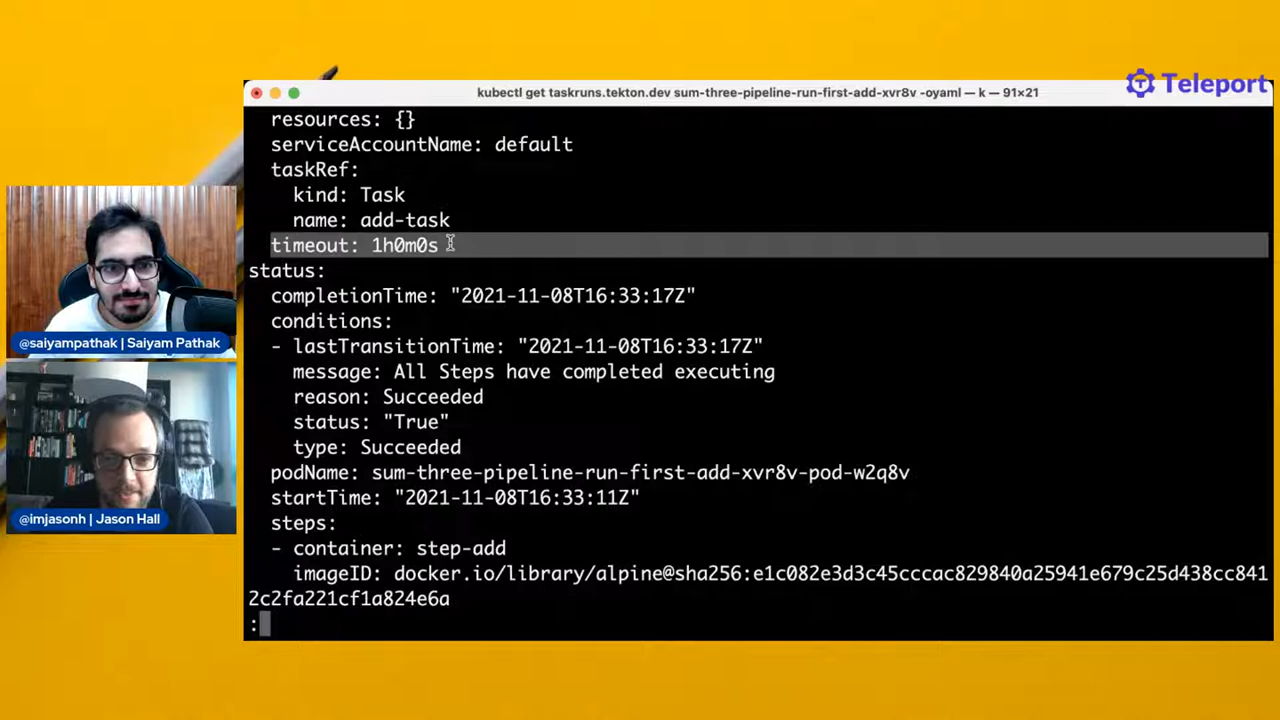 Teleport
kubectl get taskruns.tekton.dev sum-three-pipeline-run-first-add-xvr8v -oyaml — k — 91×21
resources: {}
serviceAccountName: default
taskRef:
kind: Task
name: add-task
timeout: 1h0m0s
status:
completionTime: "2021-11-08T16:33:17Z"
conditions:
- lastTransitionTime: "2021-11-08T16:33:17Z"
message: All Steps have completed executing
reason: Succeeded
status: "True"
type: Succeeded
podName: sum-three-pipeline-run-first-add-xvr8v-pod-w2q8v
startTime: "2021-11-08T16:33:11Z"
steps:
- container: step-add
imageID: docker.io/library/alpine@sha256:e1c082e3d3c45cccac829840a25941e679c25d438cc841
2c2fa221cf1a824e6a
:
@saiyampathak | Saiyam Pathak
@imjasonh | Jason Hall